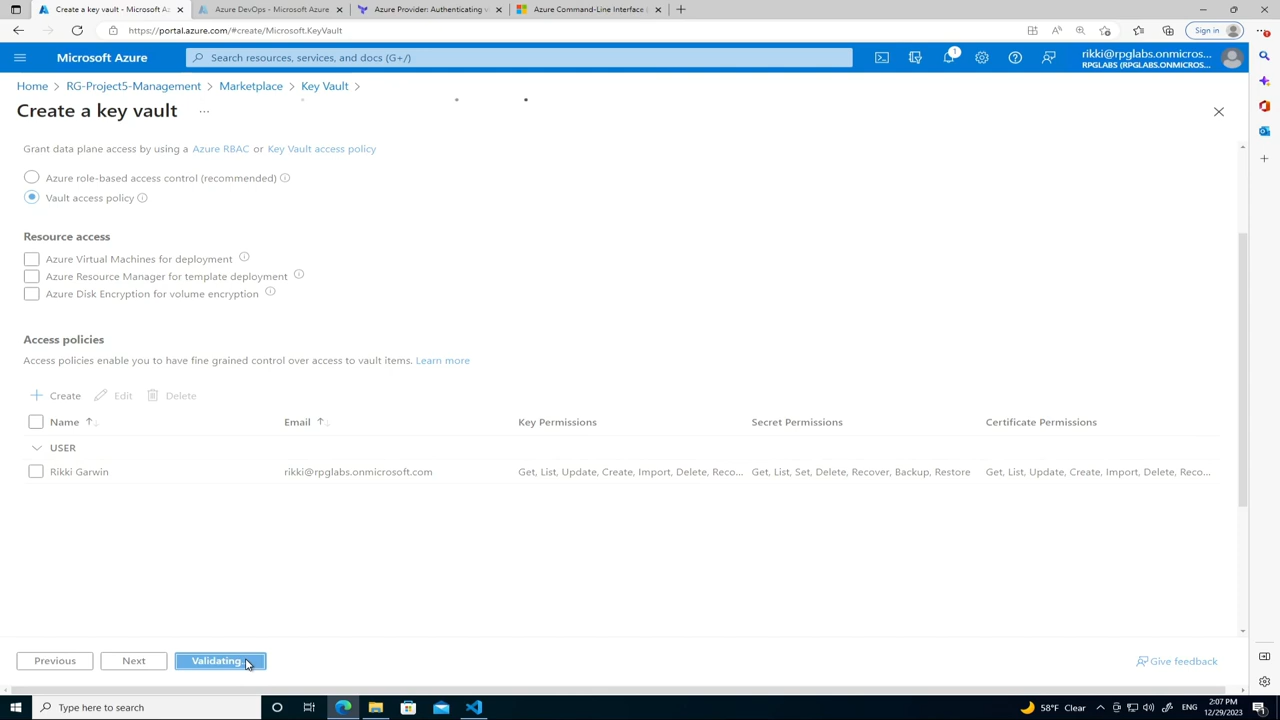 Create a key vault - Microsoft A
Azure DevOps - Microsoft Azure
Azure Provider: Authenticating v
Azure Command-Line Interface
https://portal.azure.com/#create/Microsoft.KeyVault
Sign in
Microsoft Azure
Search resources, services, and docs (G+/)
1
rikki@rpglabs.onmicros...
RPGLABS (RPGLABS.ONMICROS...
Home > RG-Project5-Management > Marketplace > Key Vault >
Create a key vault ...
Grant data plane access by using a Azure RBAC or Key Vault access policy
Azure role-based access control (recommended)
Vault access policy
Resource access
Azure Virtual Machines for deployment
Azure Resource Manager for template deployment
Azure Disk Encryption for volume encryption
Access policies
Access policies enable you to have fine grained control over access to vault items. Learn more
Create Edit Delete
Name Email Key Permissions Secret Permissions Certificate Permissions
USER
Rikki Garwin rikki@rpglabs.onmicrosoft.com Get, List, Update, Create, Import, Delete, Reco... Get, List, Set, Delete, Recover, Backup, Restore Get, List, Update, Create, Import, Delete, Reco...
Previous Next Validating... Give feedback
Type here to search
58°F Clear
ENG
2:07 PM
12/29/2023